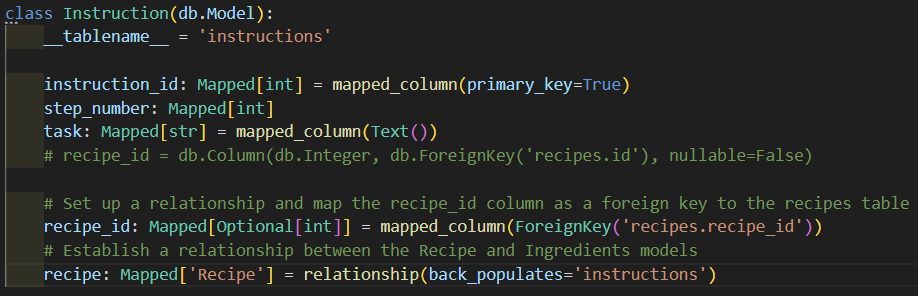 class Instruction(db.Model):
    __tablename__ = 'instructions'

    instruction_id: Mapped[int] = mapped_column(primary_key=True)
    step_number: Mapped[int]
    task: Mapped[str] = mapped_column(Text())
    # recipe_id = db.Column(db.Integer, db.ForeignKey('recipes.id'), nullable=False)

    # Set up a relationship and map the recipe_id column as a foreign key to the recipes table
    recipe_id: Mapped[Optional[int]] = mapped_column(ForeignKey('recipes.recipe_id'))
    # Establish a relationship between the Recipe and Ingredients models
    recipe: Mapped['Recipe'] = relationship(back_populates='instructions')